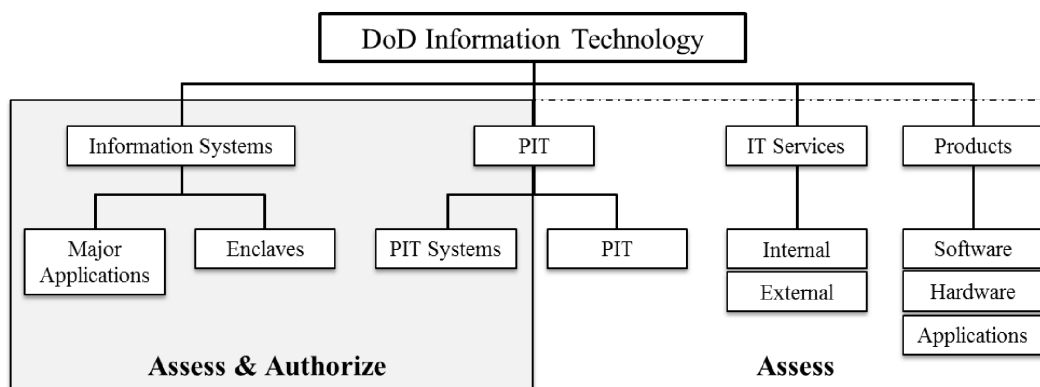 DoD Information Technology
Information Systems
PIT
IT Services
Products
Major
Applications
Enclaves
PIT Systems
PIT
Internal
External
Software
Hardware
Applications
Assess & Authorize
Assess